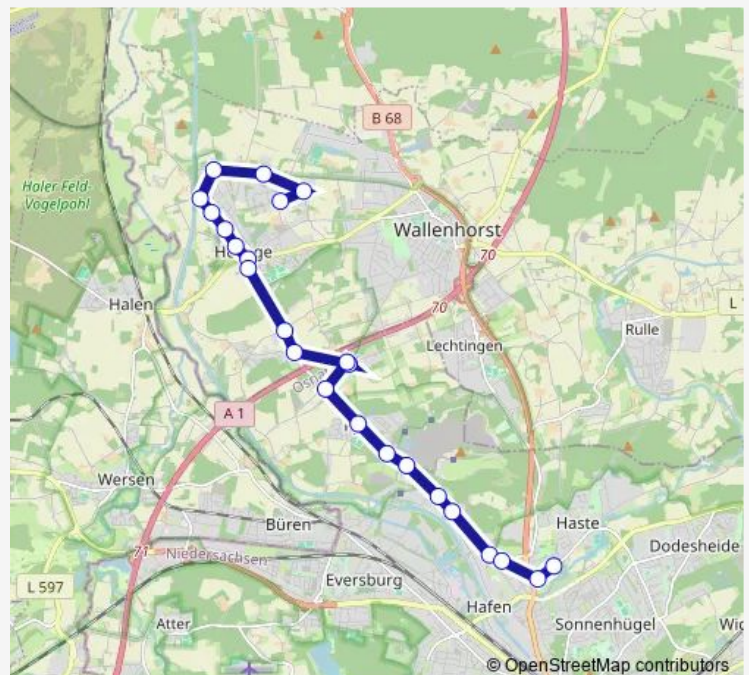 B 68
Haler Feld-
Vogelpohl
Wallenhorst
70
Halen
70
L
Rulle
Lechtingen
A 1
Wersen
Büren
Haste
71
Niedersachsen
Dodesheide
L 597
Eversburg
Hafen
Atter
Sonnenhügel
© OpenStreetMap contributors